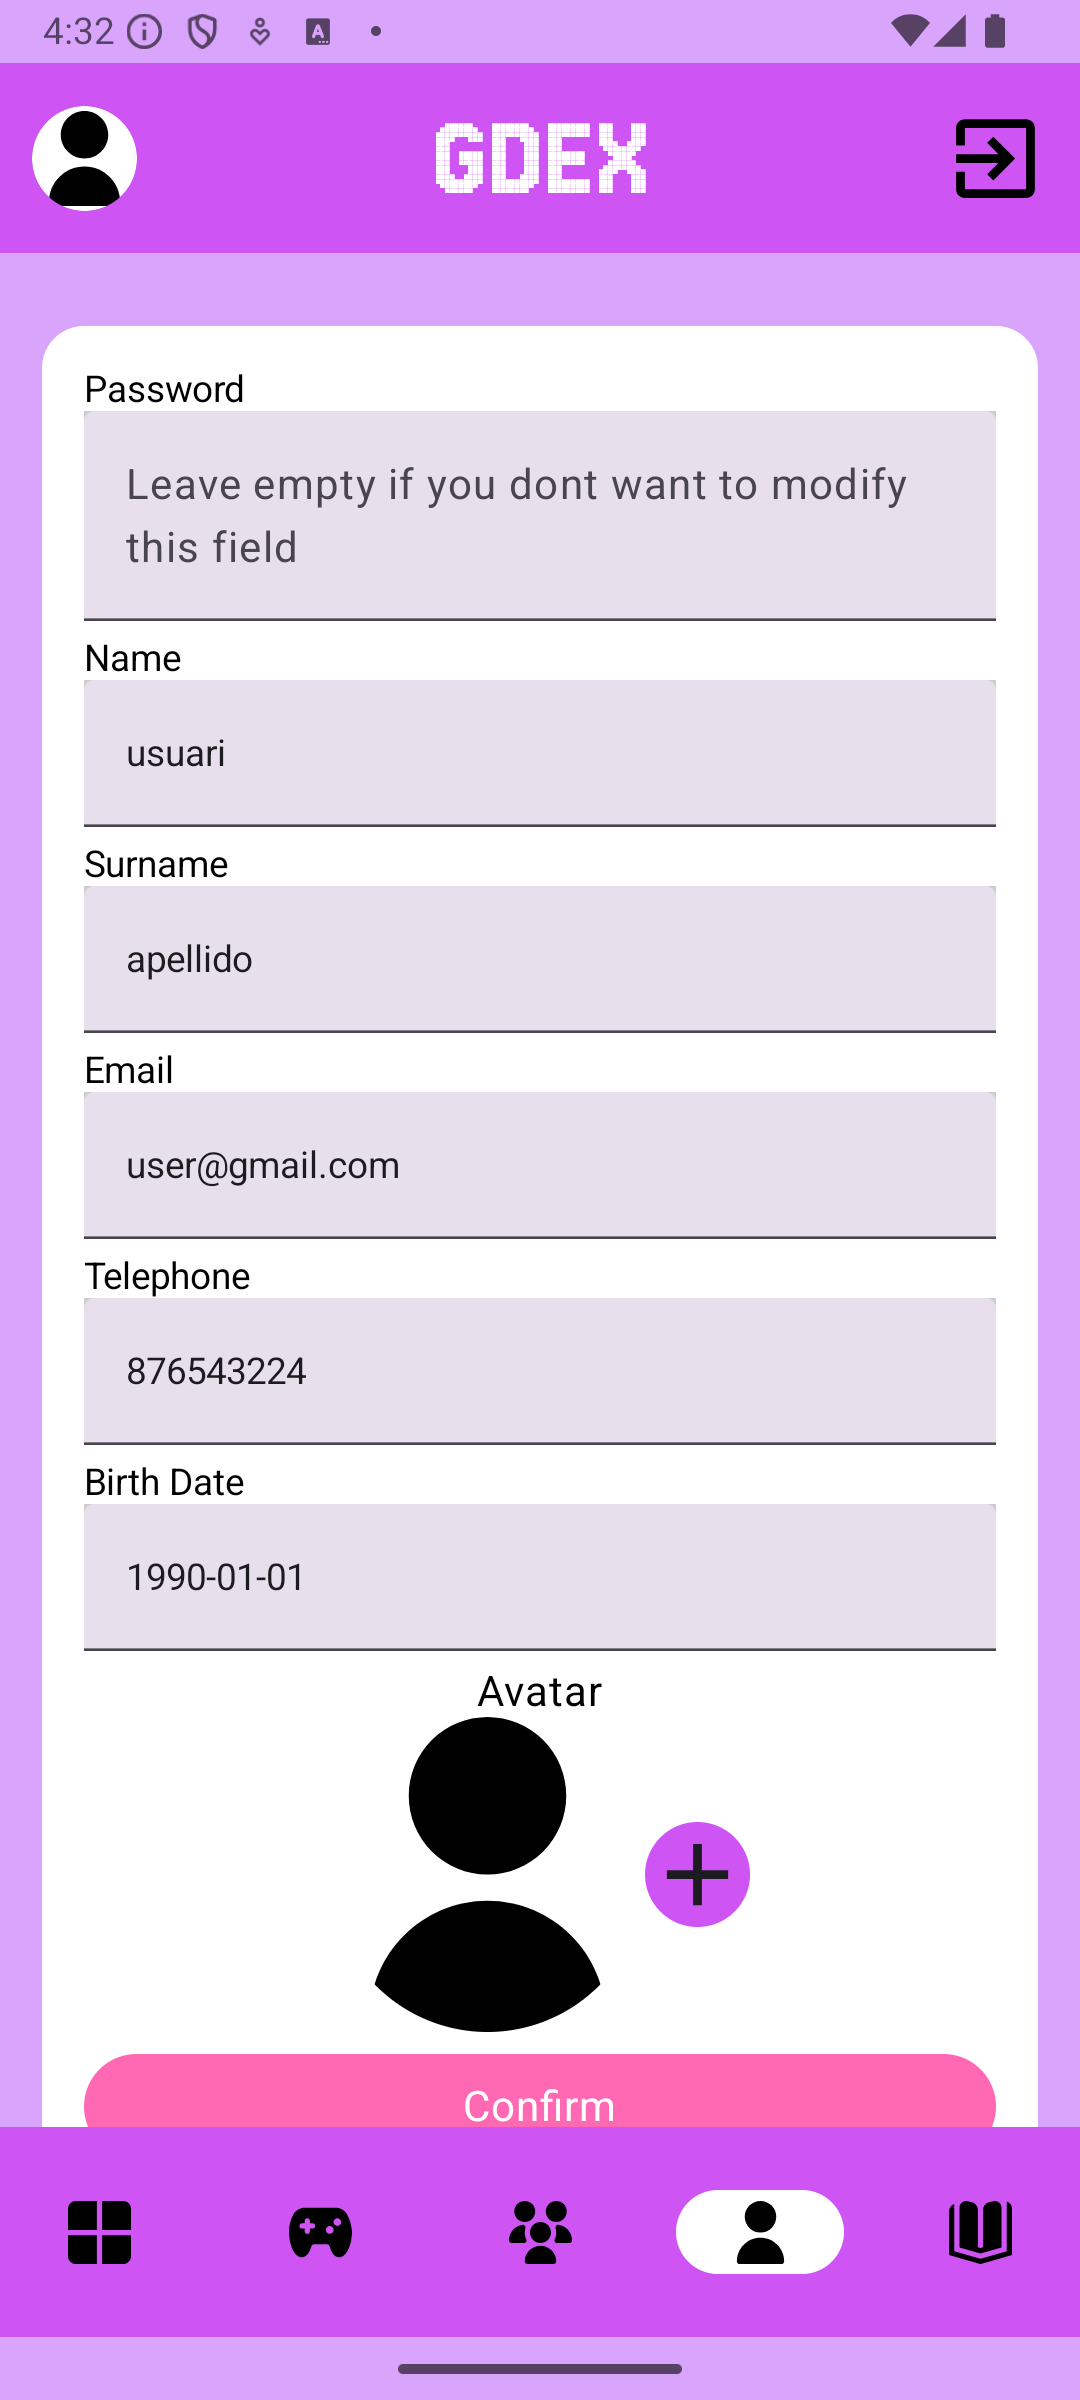 4:32
GDEX
Password
Leave empty if you dont want to modify
this field
Name
usuari
Surname
apellido
Email
user@gmail.com
Telephone
876543224
Birth Date
1990-01-01
Avatar
Confirm